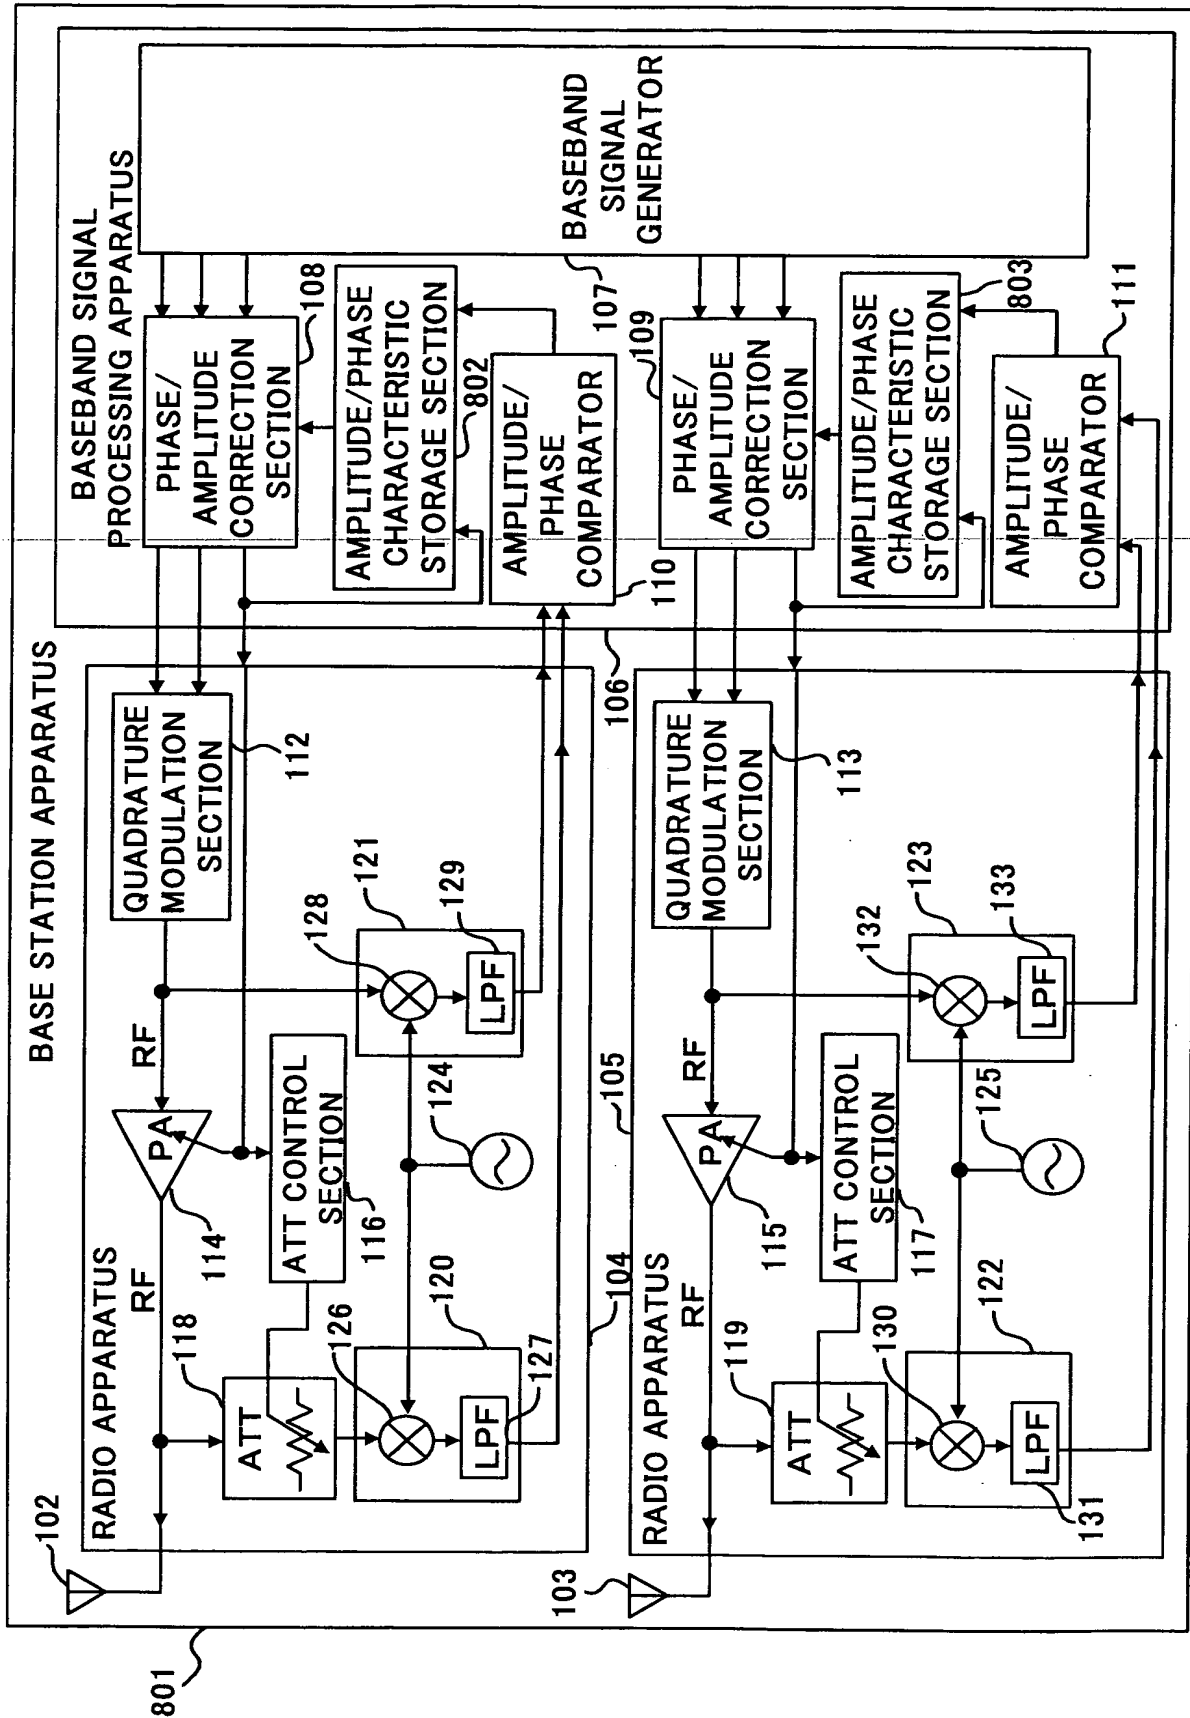 BASE STATION APPARATUS
801
BASEBAND SIGNAL
PROCESSING APPARATUS
106
BASEBAND
SIGNAL
GENERATOR
107
PHASE/
AMPLITUDE
CORRECTION
SECTION
108
AMPLITUDE/PHASE
CHARACTERISTIC
STORAGE SECTION
802
AMPLITUDE/
PHASE
COMPARATOR
110
PHASE/
AMPLITUDE
CORRECTION
SECTION
109
AMPLITUDE/PHASE
CHARACTERISTIC
STORAGE SECTION
803
AMPLITUDE/
PHASE
COMPARATOR
111
RADIO APPARATUS
104
102
RF
PA
114
RF
QUADRATURE
MODULATION
SECTION
112
118
ATT
ATT CONTROL
SECTION
116
126
120
LPF
127
124
128
121
LPF
129
RADIO APPARATUS
105
103
RF
PA
115
RF
QUADRATURE
MODULATION
SECTION
113
119
ATT
ATT CONTROL
SECTION
117
130
122
LPF
131
125
132
123
LPF
133